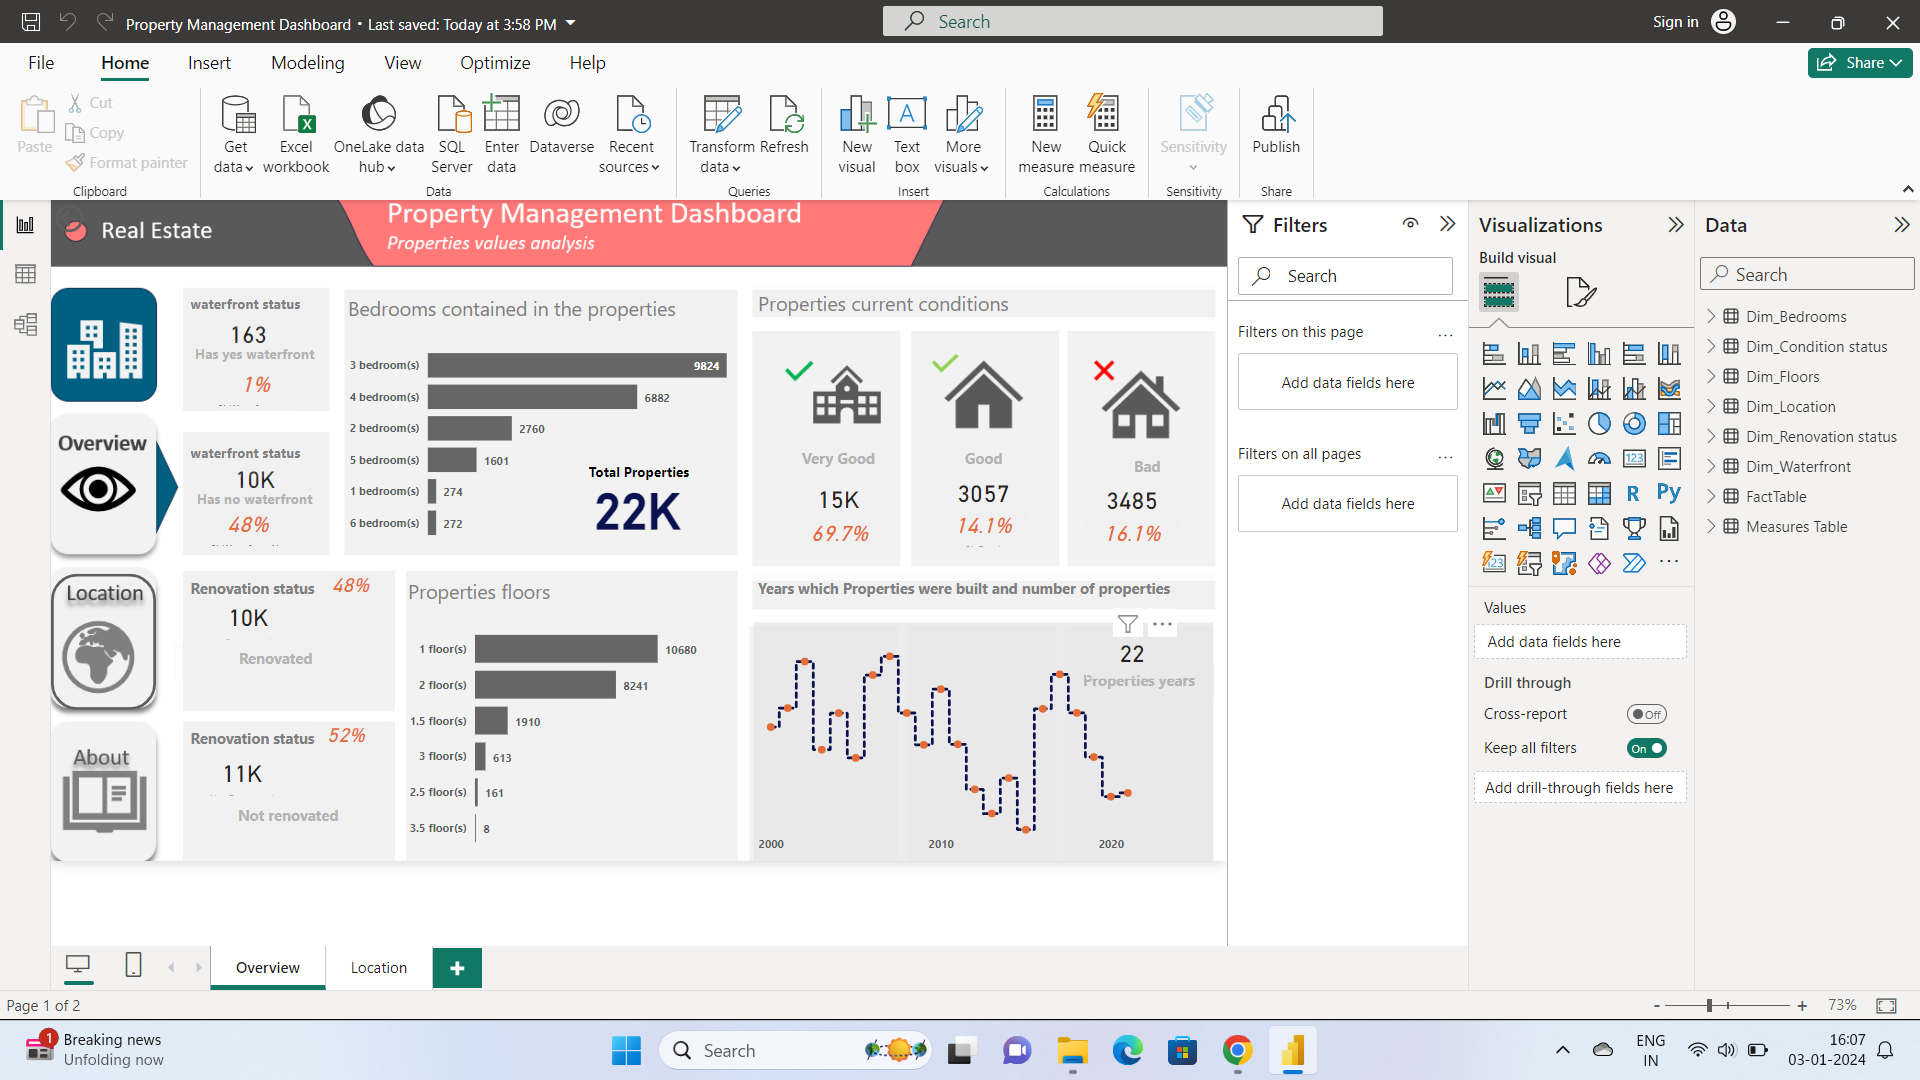 Property Management Dashboard • Last saved: Today at 3:58 PM
Search
Sign in
File
Home
Insert
Modeling
View
Optimize
Help
Share
Paste
Cut
Copy
Format painter
Clipboard
Get data
Excel workbook
OneLake data hub
SQL Server
Enter data
Dataverse
Recent sources
Data
Transform data
Refresh
Queries
New visual
Text box
More visuals
Insert
New measure
Quick measure
Calculations
Sensitivity
Sensitivity
Publish
Share
Real Estate
Property Management Dashboard
Properties values analysis
Overview
Location
About
waterfront status
163
Has yes waterfront
1%
waterfront status
10K
Has no waterfront
48%
Bedrooms contained in the properties
3 bedroom(s) 9824
4 bedroom(s) 6882
2 bedroom(s) 2760
5 bedroom(s) 1601
1 bedroom(s) 274
6 bedroom(s) 272
Total Properties
22K
Properties current conditions
Very Good
15K
69.7%
Good
3057
14.1%
Bad
3485
16.1%
Renovation status 48%
10K
Renovated
Renovation status 52%
11K
Not renovated
Properties floors
1 floor(s) 10680
2 floor(s) 8241
1.5 floor(s) 1910
3 floor(s) 613
2.5 floor(s) 161
3.5 floor(s) 8
Years which Properties were built and number of properties
22
Properties years
2000 2010 2020
Filters
Search
Filters on this page
Add data fields here
Filters on all pages
Add data fields here
Visualizations
Build visual
123
R
Py
123
Values
Add data fields here
Drill through
Cross-report
Off
Keep all filters
On
Add drill-through fields here
Data
Search
Dim_Bedrooms
Dim_Condition status
Dim_Floors
Dim_Location
Dim_Renovation status
Dim_Waterfront
FactTable
Measures Table
Overview
Location
Page 1 of 2
73%
1
Breaking news
Unfolding now
Search
ENG
IN
16:07
03-01-2024